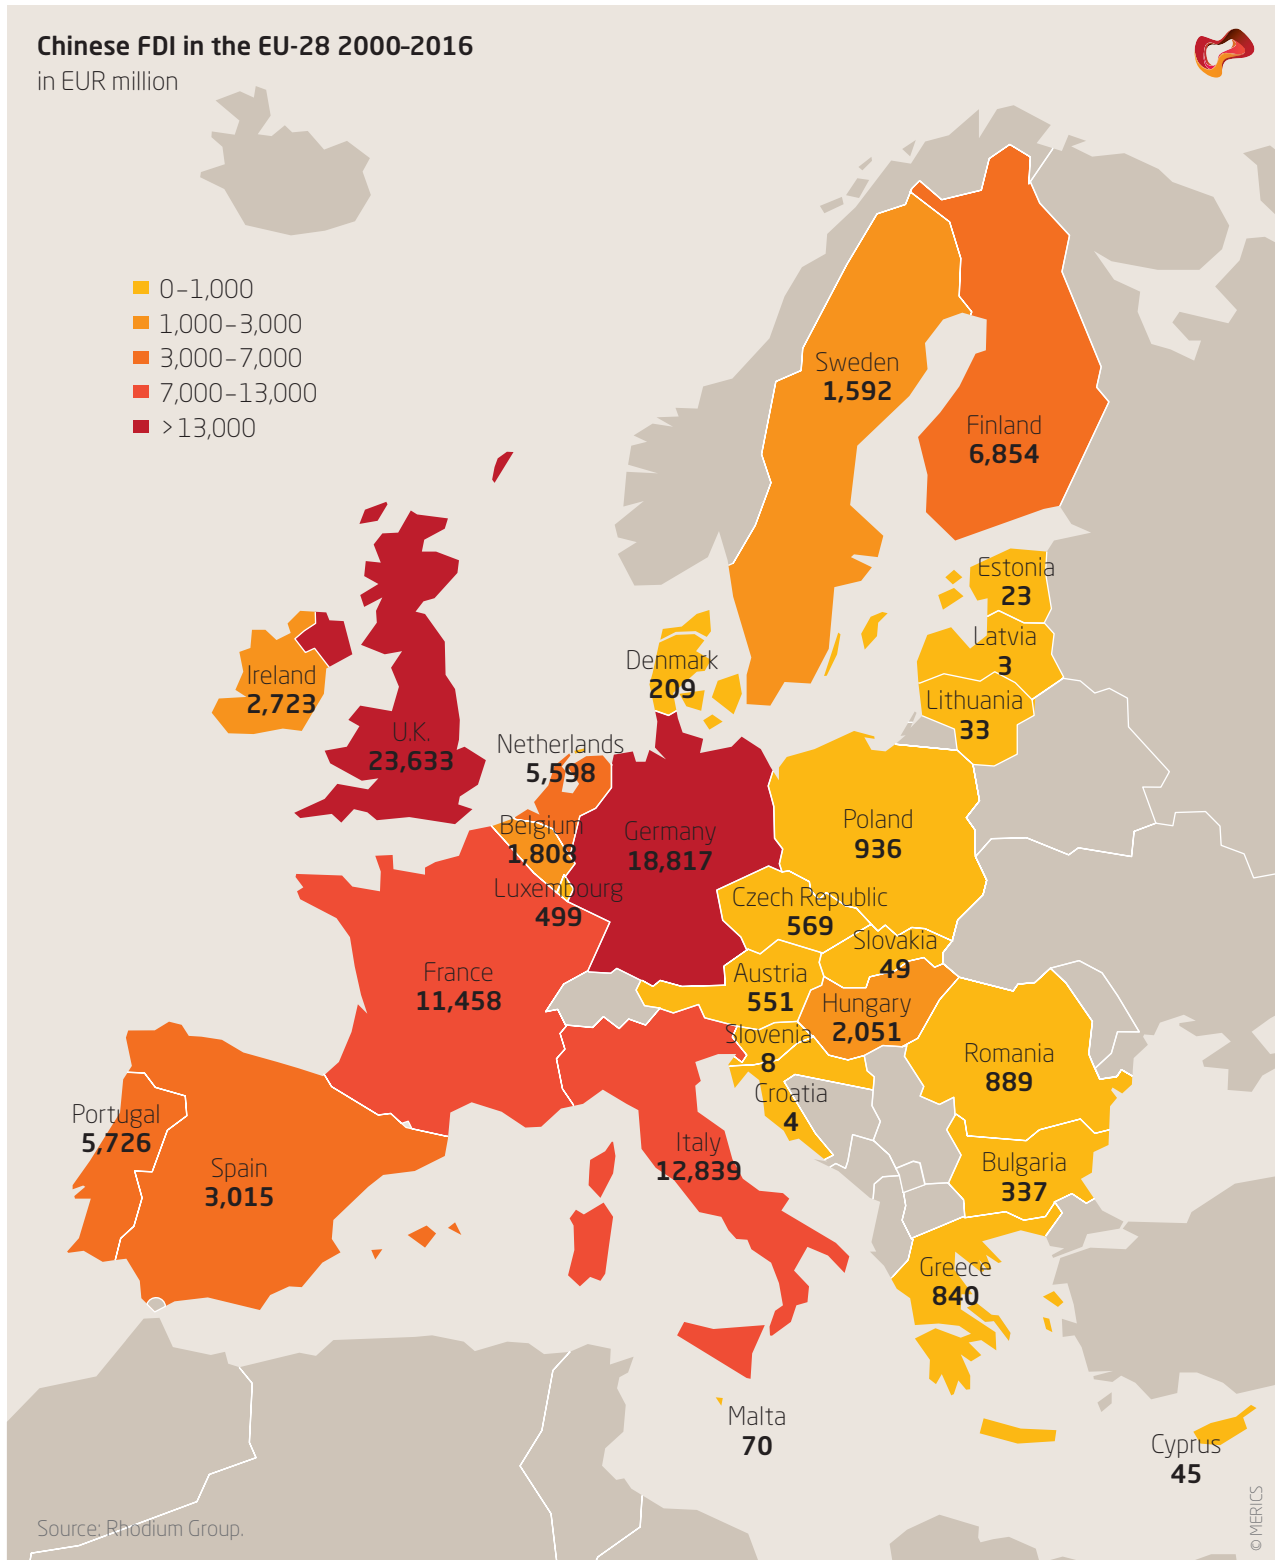 Chinese FDI in the EU-28 2000–2016
in EUR million
0–1,000
1,000–3,000
3,000–7,000
7,000–13,000
>13,000
Sweden
1,592
Finland
6,854
Estonia
23
Latvia
3
Lithuania
33
Denmark
209
Ireland
2,723
U.K.
23,633
Netherlands
5,598
Belgium
1,808
Luxembourg
499
Germany
18,817
Poland
936
Czech Republic
569
Slovakia
49
Austria
551
Hungary
2,051
France
11,458
Slovenia
8
Croatia
4
Romania
889
Portugal
5,726
Spain
3,015
Italy
12,839
Bulgaria
337
Greece
840
Malta
70
Cyprus
45
Source: Rhodium Group.
© MERICS